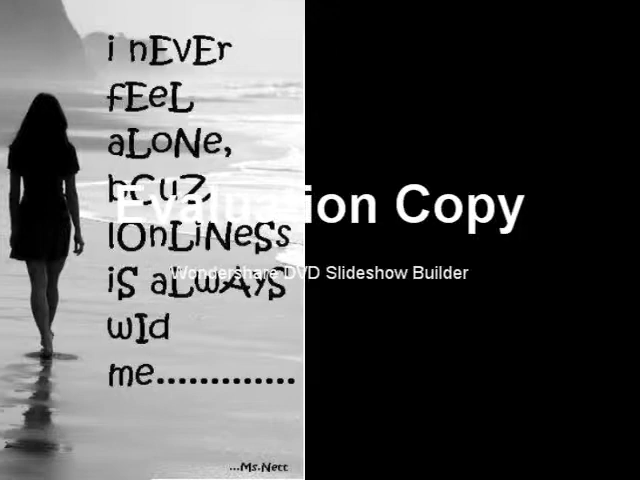 i nEvEr
fEeL
aLoNe,
bCuZ
lOnLiNeSs
iS aLwAyS
wId
me.............
...Ms.Nett
Evaluation Copy
Wondershare DVD Slideshow Builder